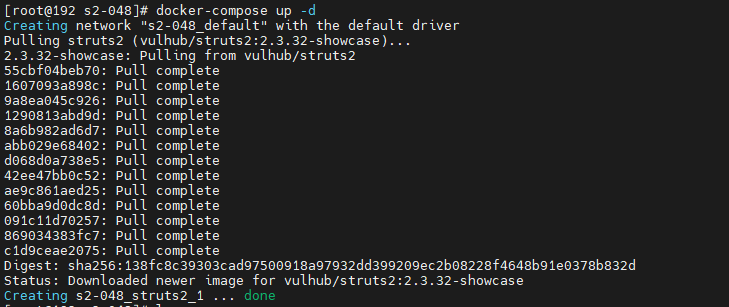 [root@192 s2-048]# docker-compose up -d
Creating network "s2-048_default" with the default driver
Pulling struts2 (vulhub/struts2:2.3.32-showcase)...
2.3.32-showcase: Pulling from vulhub/struts2
55cbf04beb70: Pull complete
1607093a898c: Pull complete
9a8ea045c926: Pull complete
1290813abd9d: Pull complete
8a6b982ad6d7: Pull complete
abb029e68402: Pull complete
d068d0a738e5: Pull complete
42ee47bb0c52: Pull complete
ae9c861aed25: Pull complete
60bba9d0dc8d: Pull complete
091c11d70257: Pull complete
869034383fc7: Pull complete
c1d9ceae2075: Pull complete
Digest: sha256:138fc8c39303cad97500918a97932dd399209ec2b08228f4648b91e0378b832d
Status: Downloaded newer image for vulhub/struts2:2.3.32-showcase
Creating s2-048_struts2_1 ... done